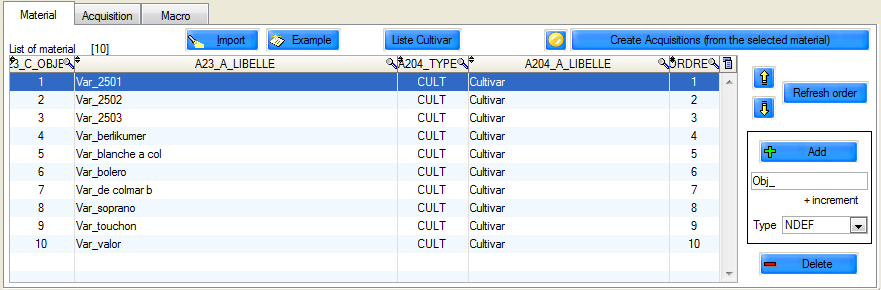 Material Acquisition Macro
List of material [10] Import Example Liste Cultivar Create Acquisitions (from the selected material)
23_C_OBJE A23_A_LIBELLE A204_TYPE A204_A_LIBELLE ORDRE
1 Var_2501 CULT Cultivar 1
2 Var_2502 CULT Cultivar 2
3 Var_2503 CULT Cultivar 3
4 Var_berlikumer CULT Cultivar 4
5 Var_blanche a col CULT Cultivar 5
6 Var_bolero CULT Cultivar 6
7 Var_de colmar b CULT Cultivar 7
8 Var_soprano CULT Cultivar 8
9 Var_touchon CULT Cultivar 9
10 Var_valor CULT Cultivar 10
Refresh order
Add
Obj_
+ increment
Type NDEF
Delete